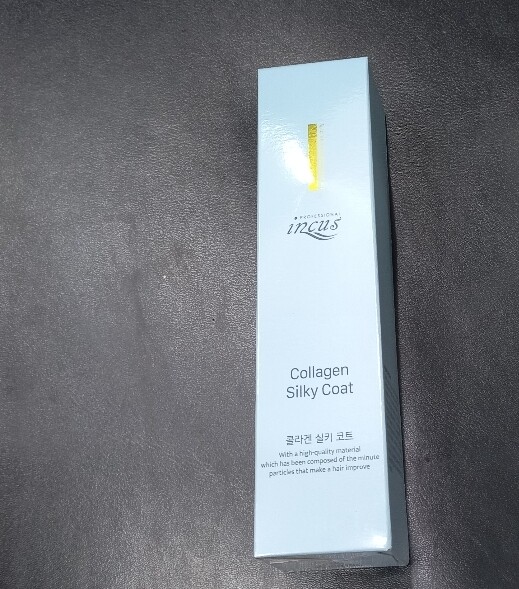 PROFESSIONAL
incus
Collagen
Silky Coat
콜라겐 실키 코트
With a high-quality material
which has been composed of the minute
particles that make a hair improve